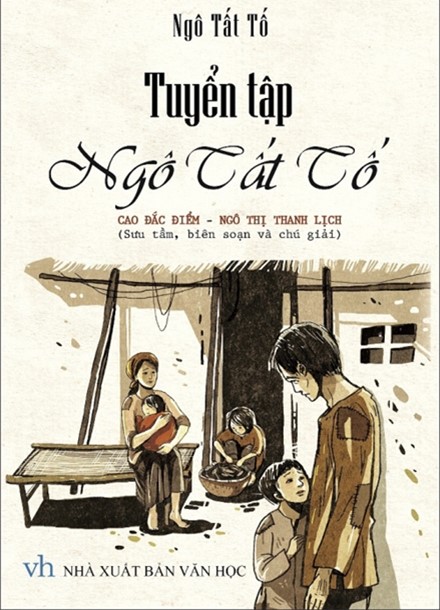 Ngô Tất Tố
Tuyển tập
Ngô Tất Tố
CAO ĐẮC ĐIỂM - NGÔ THỊ THANH LỊCH
(Sưu tầm, biên soạn và chú giải)
vh NHÀ XUẤT BẢN VĂN HỌC